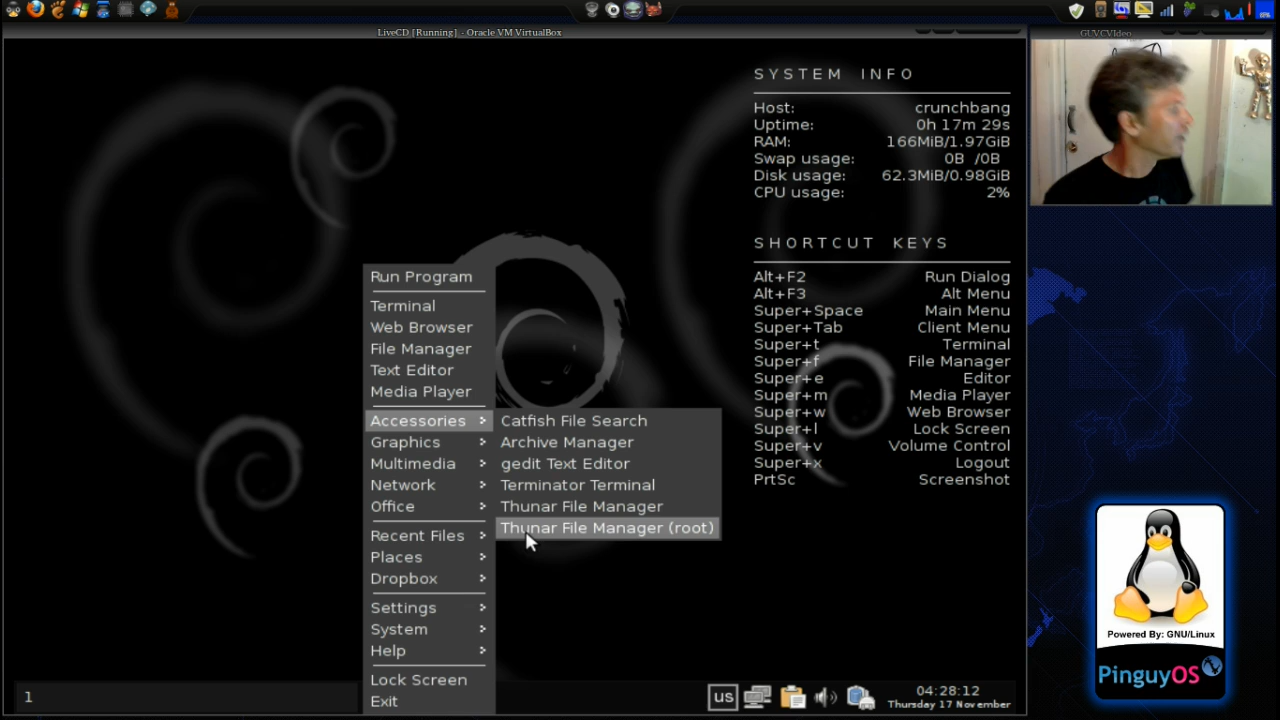 LiveCD [Running] - Oracle VM VirtualBox
GUVCVideo
SYSTEM INFO
Host: crunchbang
Uptime: 0h 17m 29s
RAM: 166MiB/1.97GiB
Swap usage: 0B /0B
Disk usage: 62.3MiB/0.98GiB
CPU usage: 2%
SHORTCUT KEYS
Alt+F2 Run Dialog
Alt+F3 Alt Menu
Super+Space Main Menu
Super+Tab Client Menu
Super+t Terminal
Super+f File Manager
Super+e Editor
Super+m Media Player
Super+w Web Browser
Super+l Lock Screen
Super+v Volume Control
Super+x Logout
PrtSc Screenshot
Run Program
Terminal
Web Browser
File Manager
Text Editor
Media Player
Accessories
Graphics
Multimedia
Network
Office
Recent Files
Places
Dropbox
Settings
System
Help
Lock Screen
Exit
Catfish File Search
Archive Manager
gedit Text Editor
Terminator Terminal
Thunar File Manager
Thunar File Manager (root)
Powered By: GNU/Linux
PinguyOS
1
us
04:28:12
Thursday 17 November